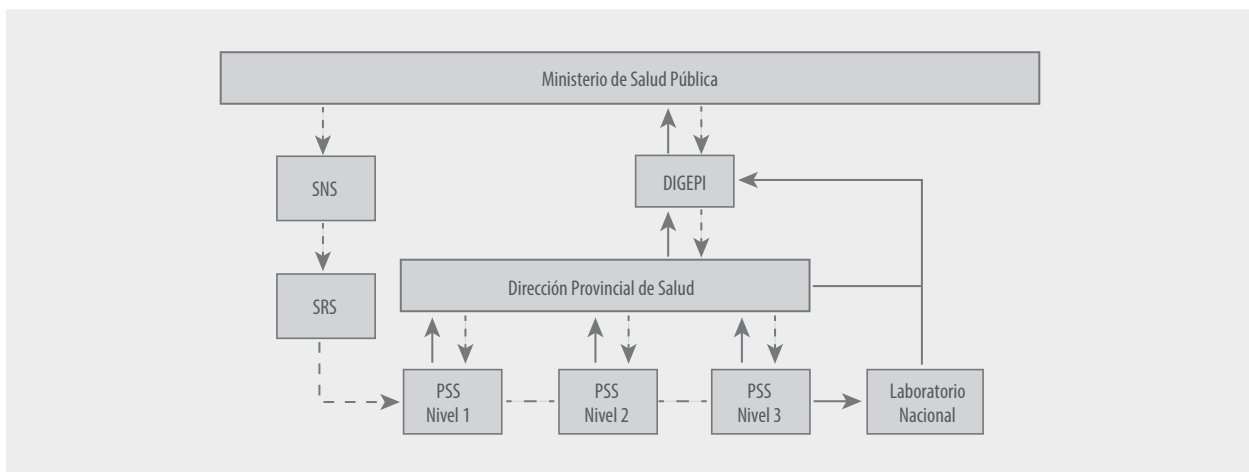 Ministerio de Salud Pública
SNS
DIGEPI
SRS
Dirección Provincial de Salud
PSS
Nivel 1
PSS
Nivel 2
PSS
Nivel 3
Laboratorio
Nacional